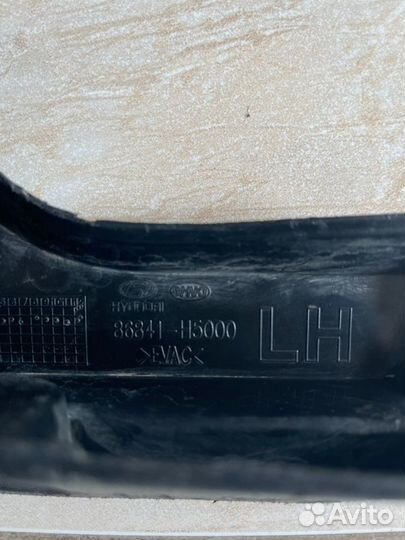 HYUNDAI
86841-H5000
>EVAC<
LH
Avito